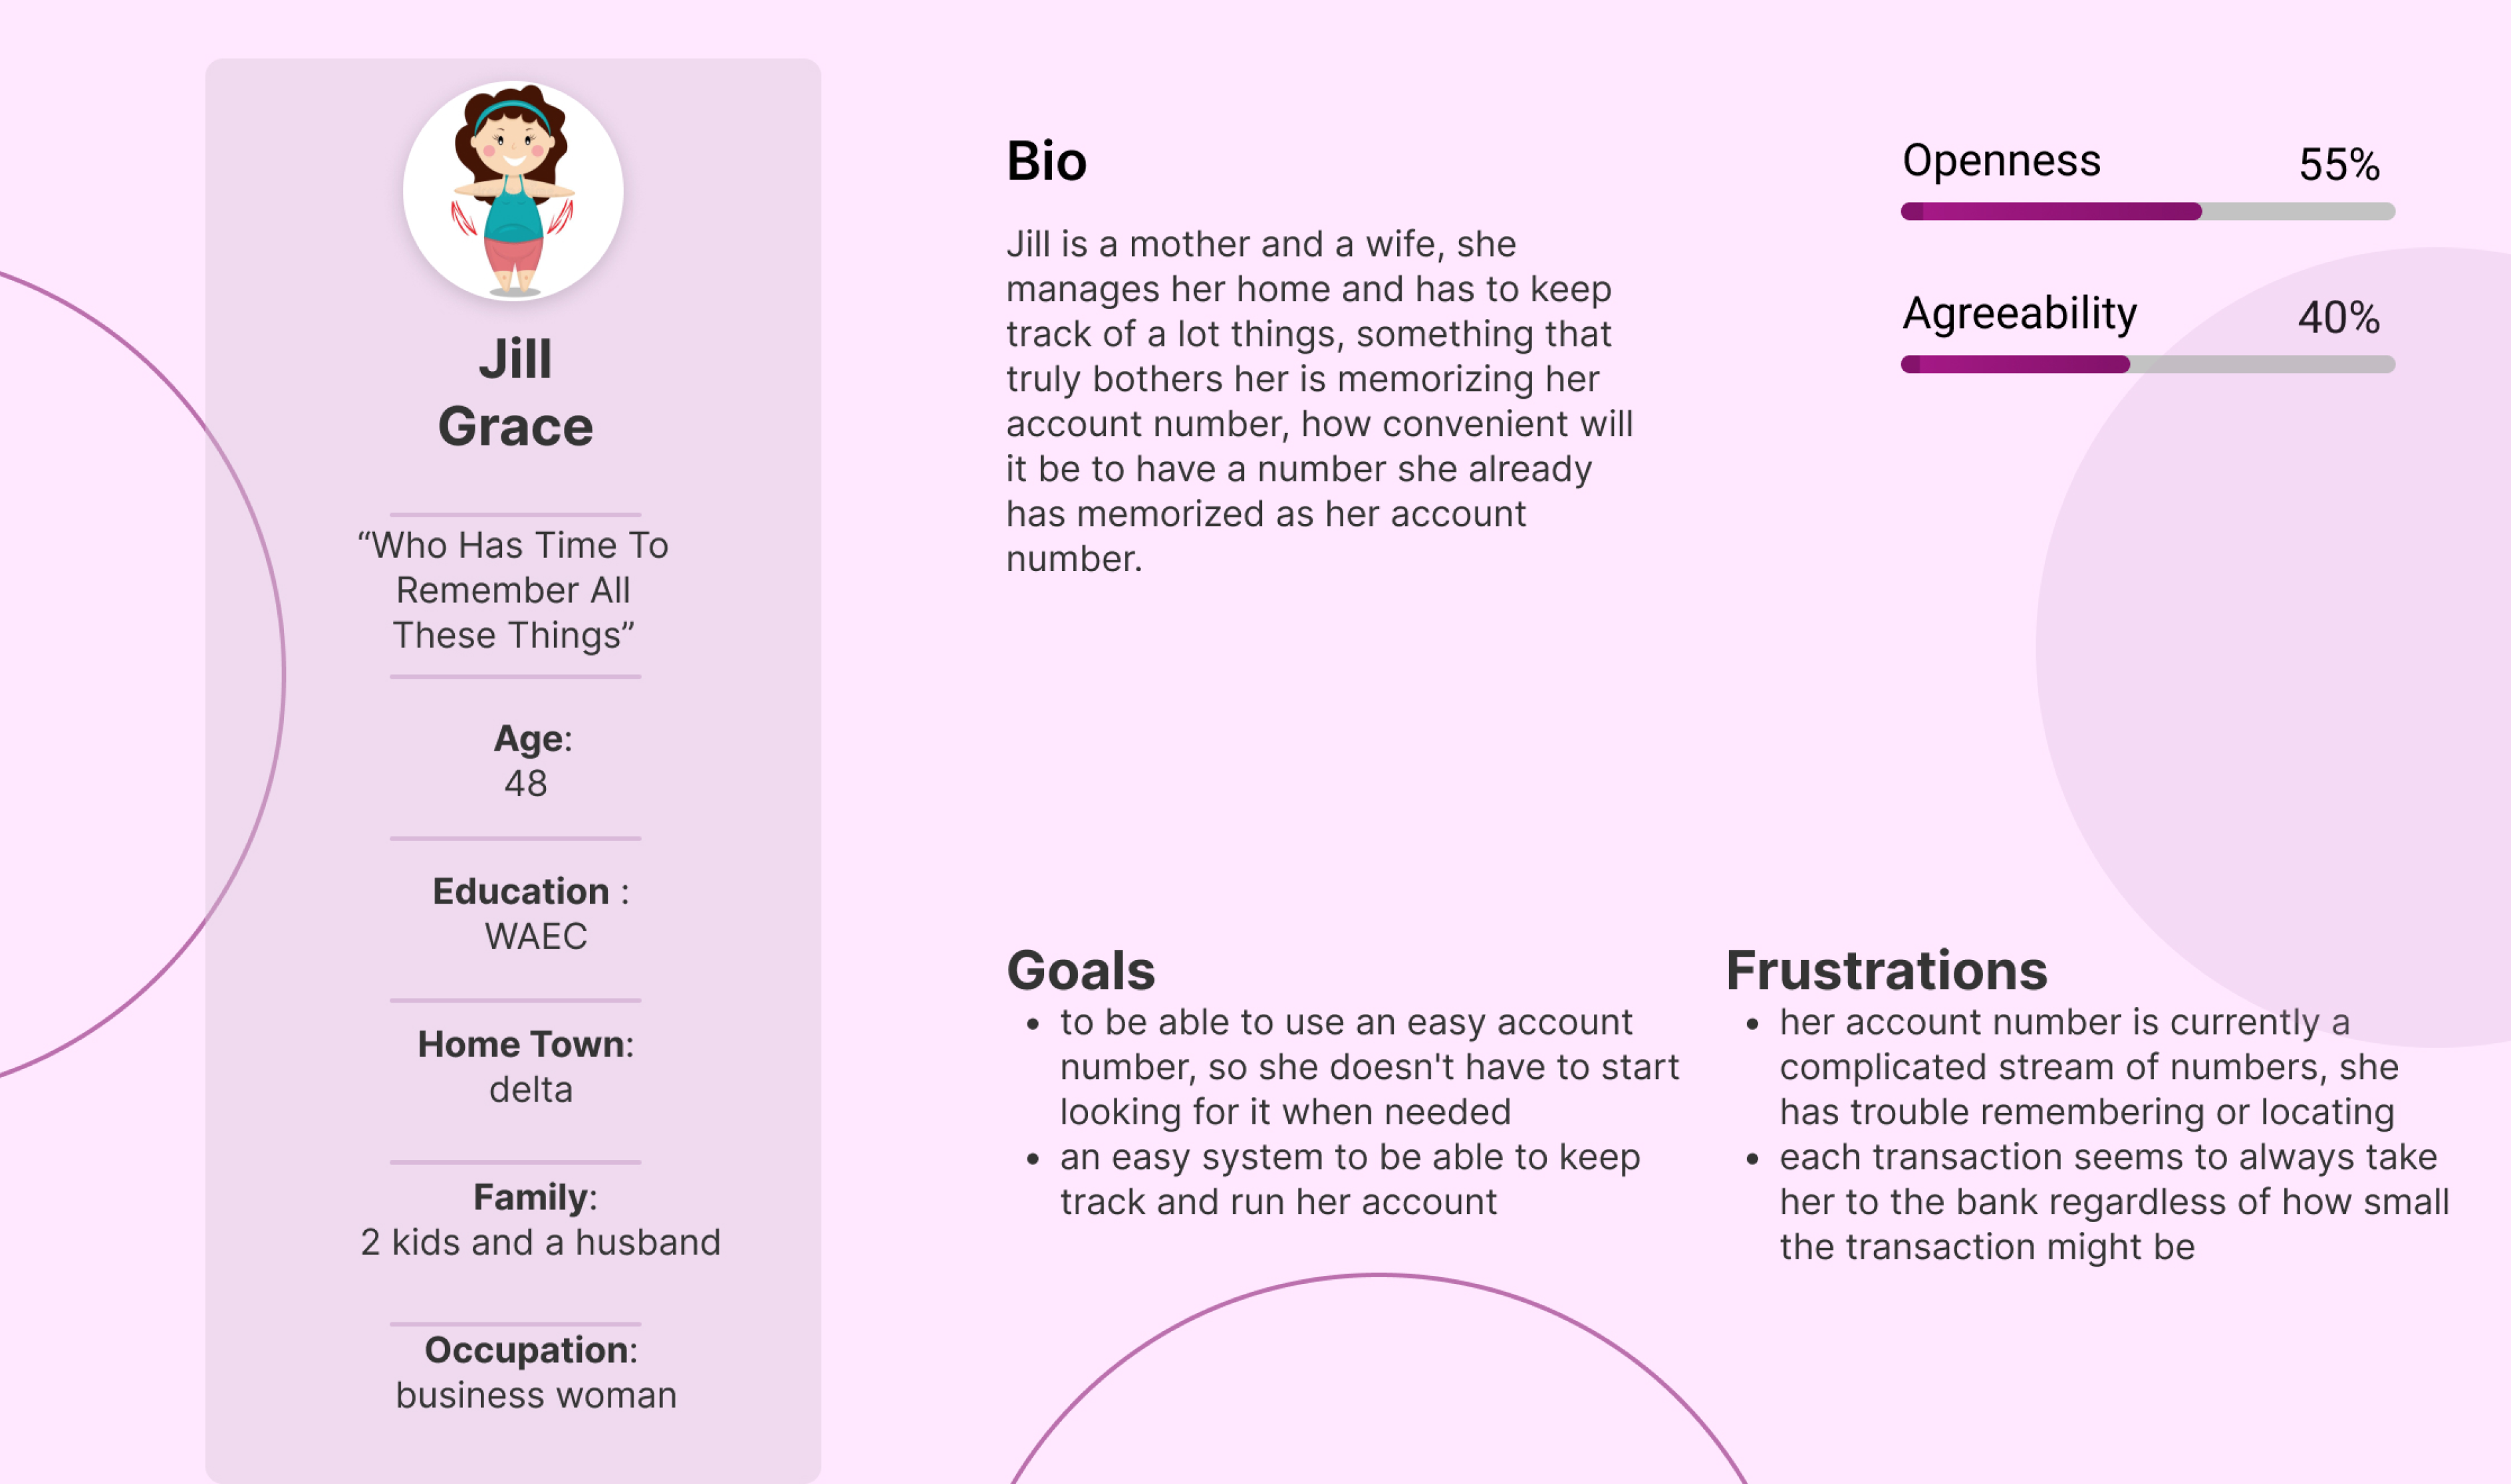 Jill
Grace
“Who Has Time To
Remember All
These Things”
Age:
48
Education :
WAEC
Home Town:
delta
Family:
2 kids and a husband
Occupation:
business woman
Bio
Jill is a mother and a wife, she
manages her home and has to keep
track of a lot things, something that
truly bothers her is memorizing her
account number, how convenient will
it be to have a number she already
has memorized as her account
number.
Openness 55%
Agreeability 40%
Goals
• to be able to use an easy account
number, so she doesn't have to start
looking for it when needed
• an easy system to be able to keep
track and run her account
Frustrations
• her account number is currently a
complicated stream of numbers, she
has trouble remembering or locating
• each transaction seems to always take
her to the bank regardless of how small
the transaction might be